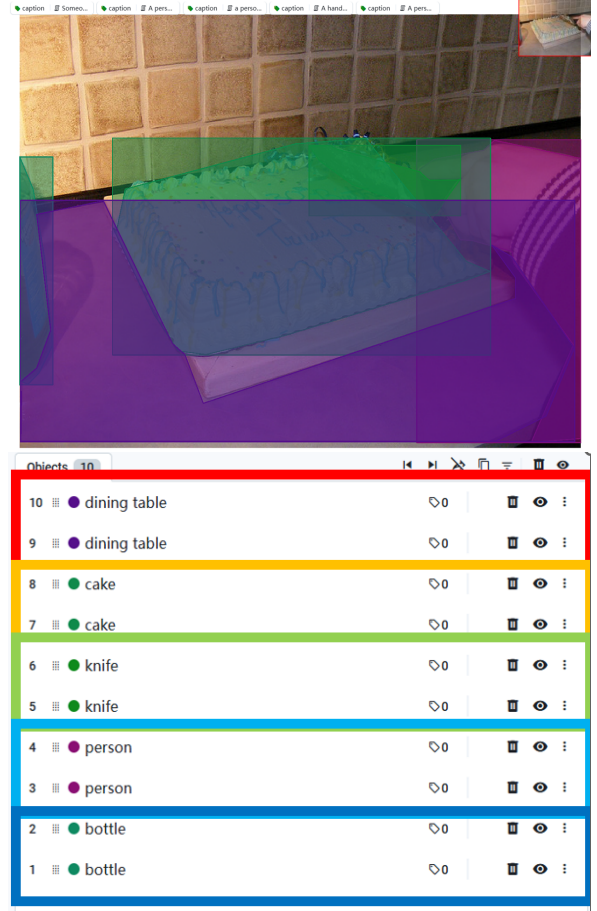 caption Someo... caption A pers... caption a perso... caption A hand... caption A pers...
Happy
Objects 10
10 dining table 0
9 dining table 0
8 cake 0
7 cake 0
6 knife 0
5 knife 0
4 person 0
3 person 0
2 bottle 0
1 bottle 0